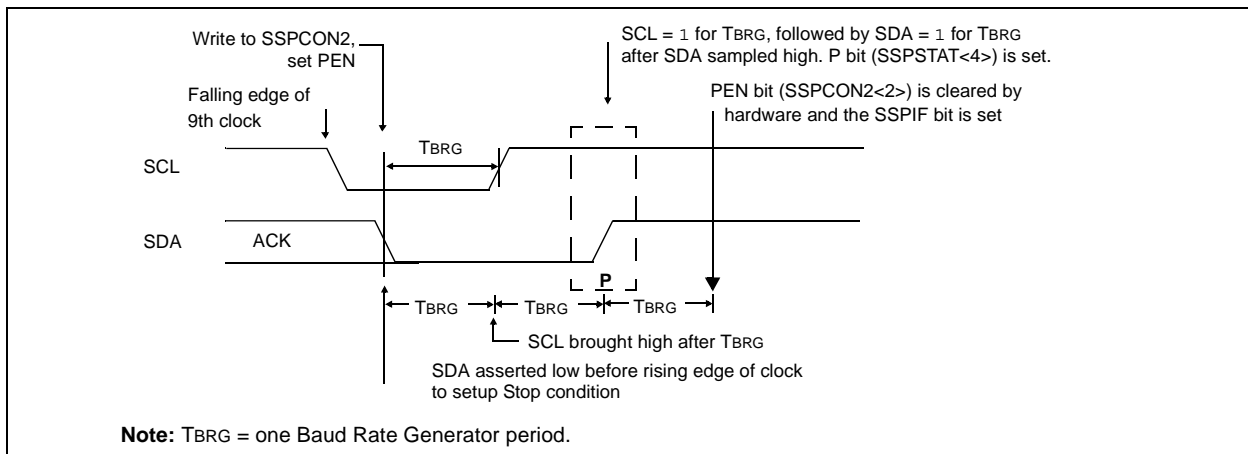 Write to SSPCON2,
set PEN
SCL = 1 for TBRG, followed by SDA = 1 for TBRG
after SDA sampled high. P bit (SSPSTAT<4>) is set.
Falling edge of
9th clock
PEN bit (SSPCON2<2>) is cleared by
hardware and the SSPIF bit is set
TBRG
SCL
SDA
ACK
P
TBRG
TBRG
TBRG
SCL brought high after TBRG
SDA asserted low before rising edge of clock
to setup Stop condition
Note: TBRG = one Baud Rate Generator period.